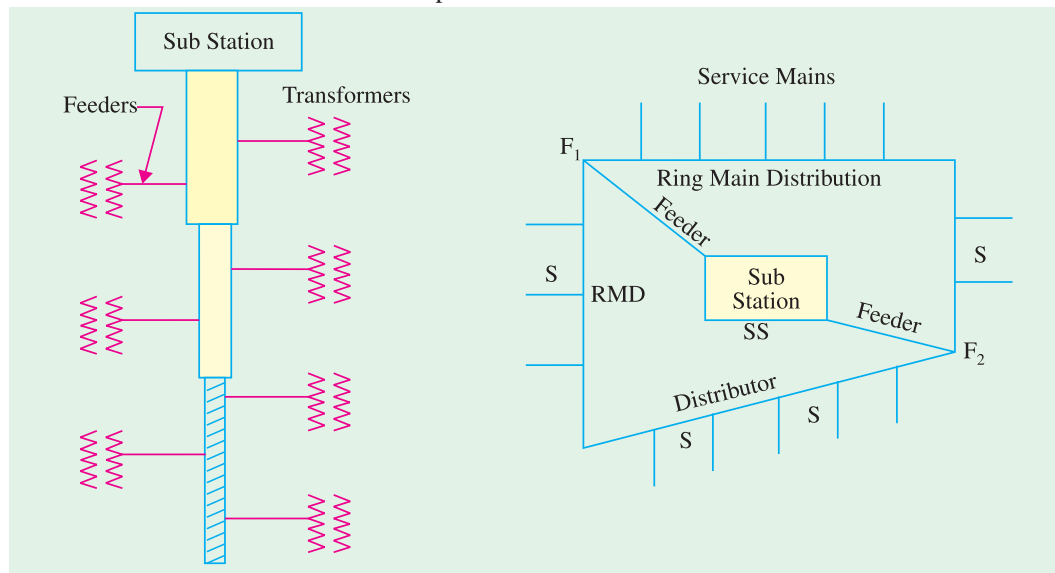 Sub Station
Feeders
Transformers
Service Mains
F1
Ring Main Distribution
Feeder
S
RMD
Sub
Station
SS
Feeder
S
F2
Distributor
S
S